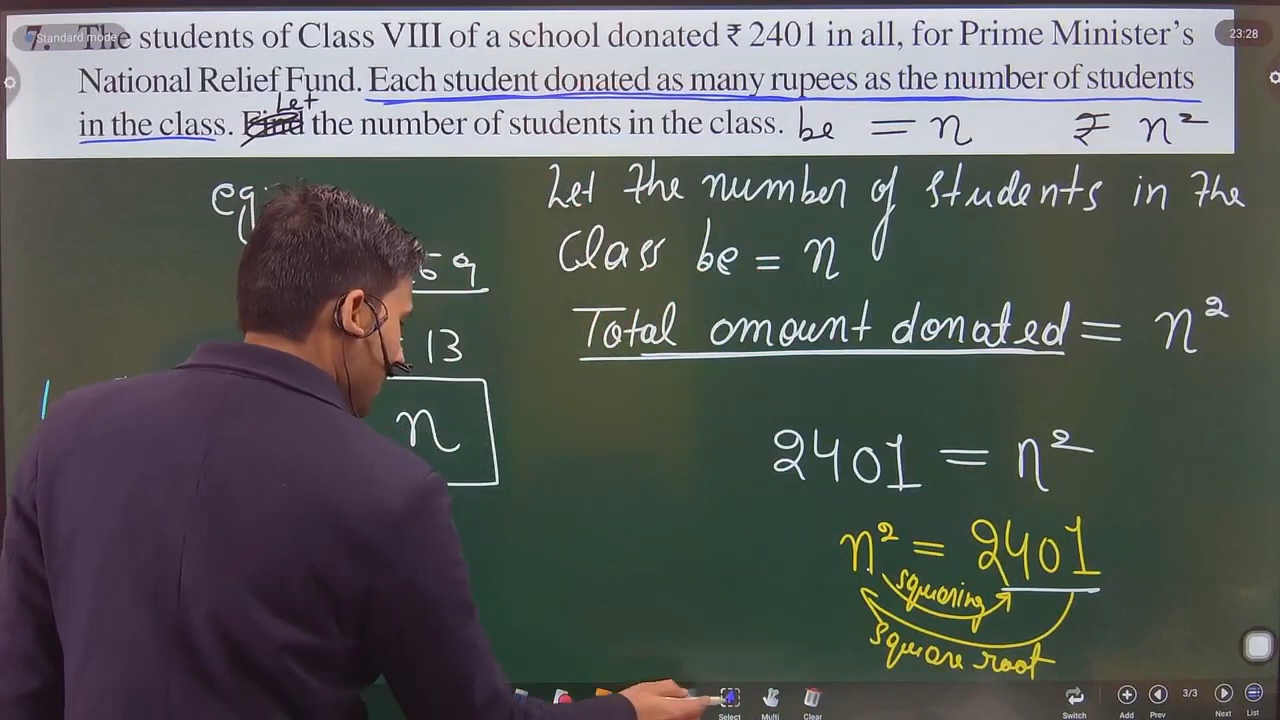 Standard mode
23:28
7. The students of Class VIII of a school donated ₹ 2401 in all, for Prime Minister's
National Relief Fund. Each student donated as many rupees as the number of students
Let
in the class. Find the number of students in the class. be = n ₹ n²
eg
Let the number of students in the
Class be = n
69
Total amount donated = n²
13
n
2401 = n²
n² = 2401
squaring
square root
Select Multi Clear Switch Add Prev 3/3 Next List